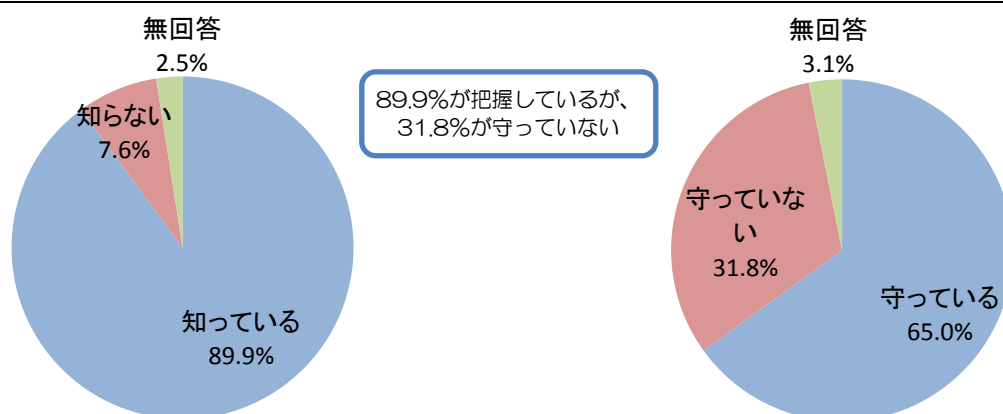 無回答
2.5%
知らない
7.6%
知っている
89.9%
89.9%が把握しているが、
31.8%が守っていない
無回答
3.1%
守っていな
い
31.8%
守っている
65.0%